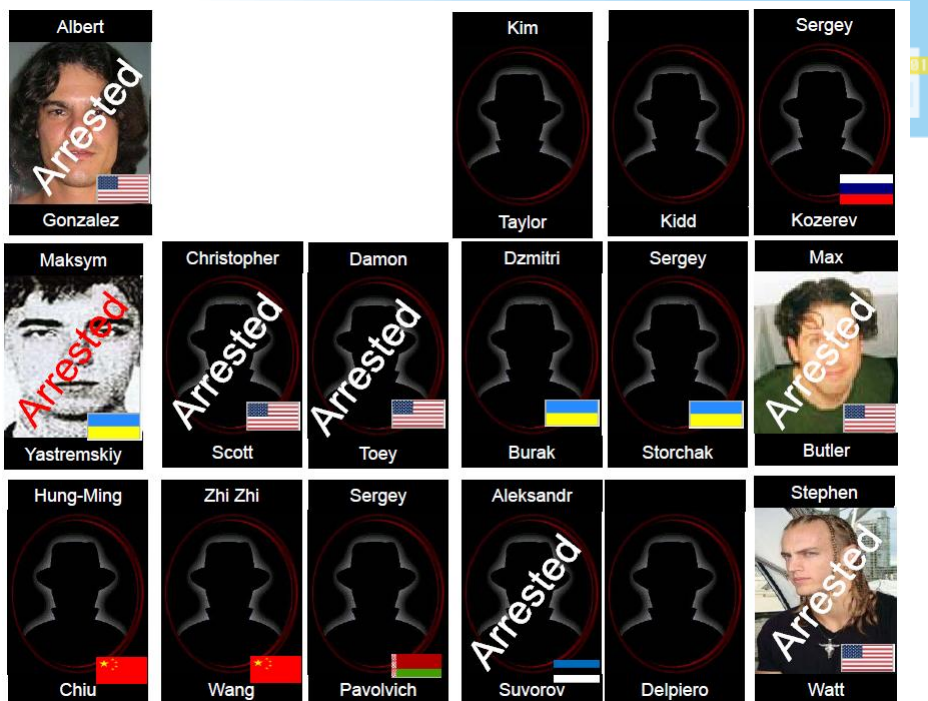 Albert
Arrested
Gonzalez
Kim
Taylor
Kidd
Sergey
Kozerev
01
Maksym
Arrested
Yastremskiy
Christopher
Arrested
Scott
Damon
Arrested
Toey
Dzmitri
Burak
Sergey
Storchak
Max
Arrested
Butler
Hung-Ming
Chiu
Zhi Zhi
Wang
Sergey
Pavolvich
Aleksandr
Arrested
Suvorov
Delpiero
Stephen
Arrested
Watt